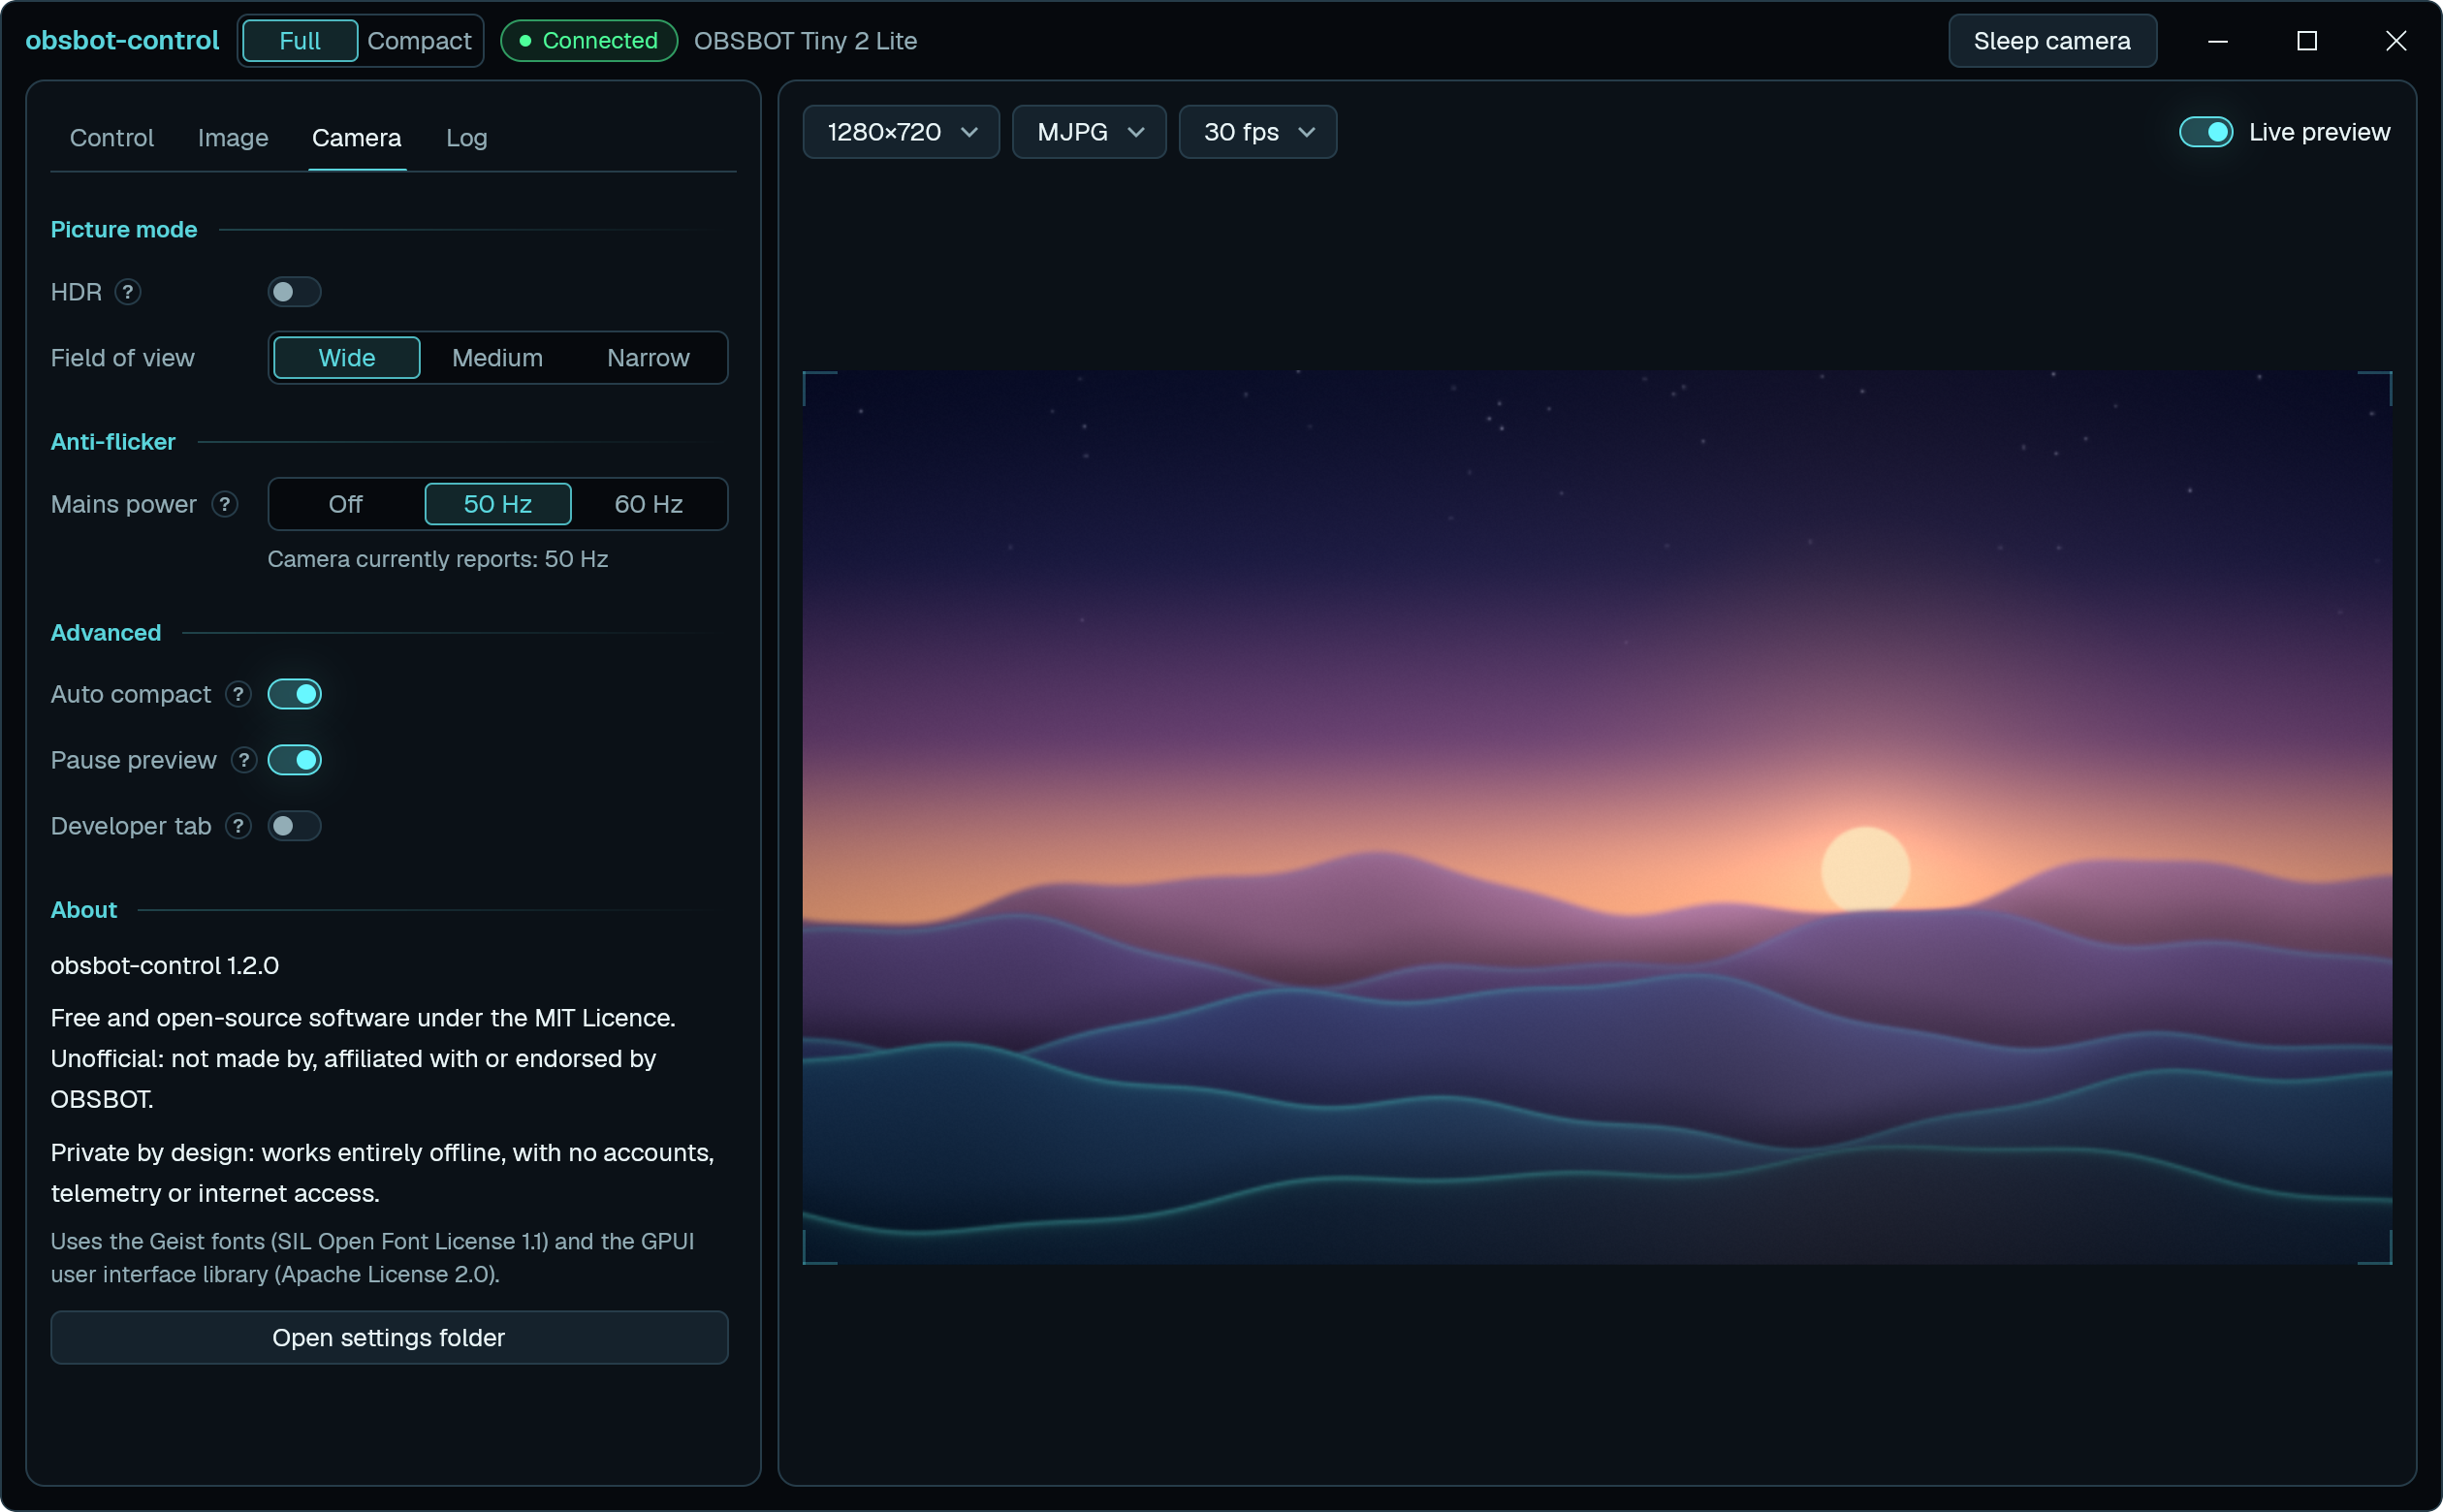 obsbot-control
Full
Compact
Connected
OBSBOT Tiny 2 Lite
Sleep camera
Control
Image
Camera
Log
1280×720
MJPG
30 fps
Live preview
Picture mode
HDR ?
Field of view
Wide
Medium
Narrow
Anti-flicker
Mains power ?
Off
50 Hz
60 Hz
Camera currently reports: 50 Hz
Advanced
Auto compact ?
Pause preview ?
Developer tab ?
About
obsbot-control 1.2.0
Free and open-source software under the MIT Licence.
Unofficial: not made by, affiliated with or endorsed by
OBSBOT.
Private by design: works entirely offline, with no accounts,
telemetry or internet access.
Uses the Geist fonts (SIL Open Font License 1.1) and the GPUI
user interface library (Apache License 2.0).
Open settings folder